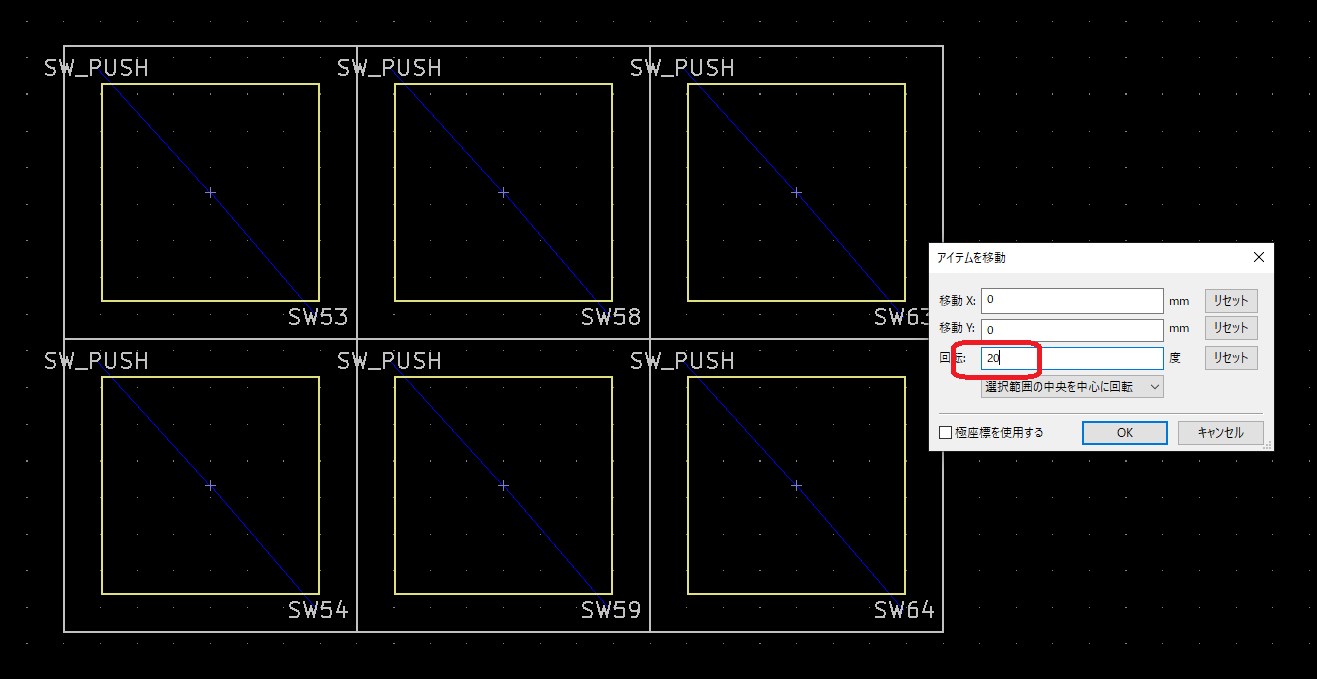 SW_PUSH SW_PUSH SW_PUSH
SW53 SW58 SW63
SW_PUSH SW_PUSH SW_PUSH
SW54 SW59 SW64
アイテムを移動
移動 X: 0 mm リセット
移動 Y: 0 mm リセット
回転: 20 度 リセット
選択範囲の中央を中心に回転
極座標を使用する OK キャンセル